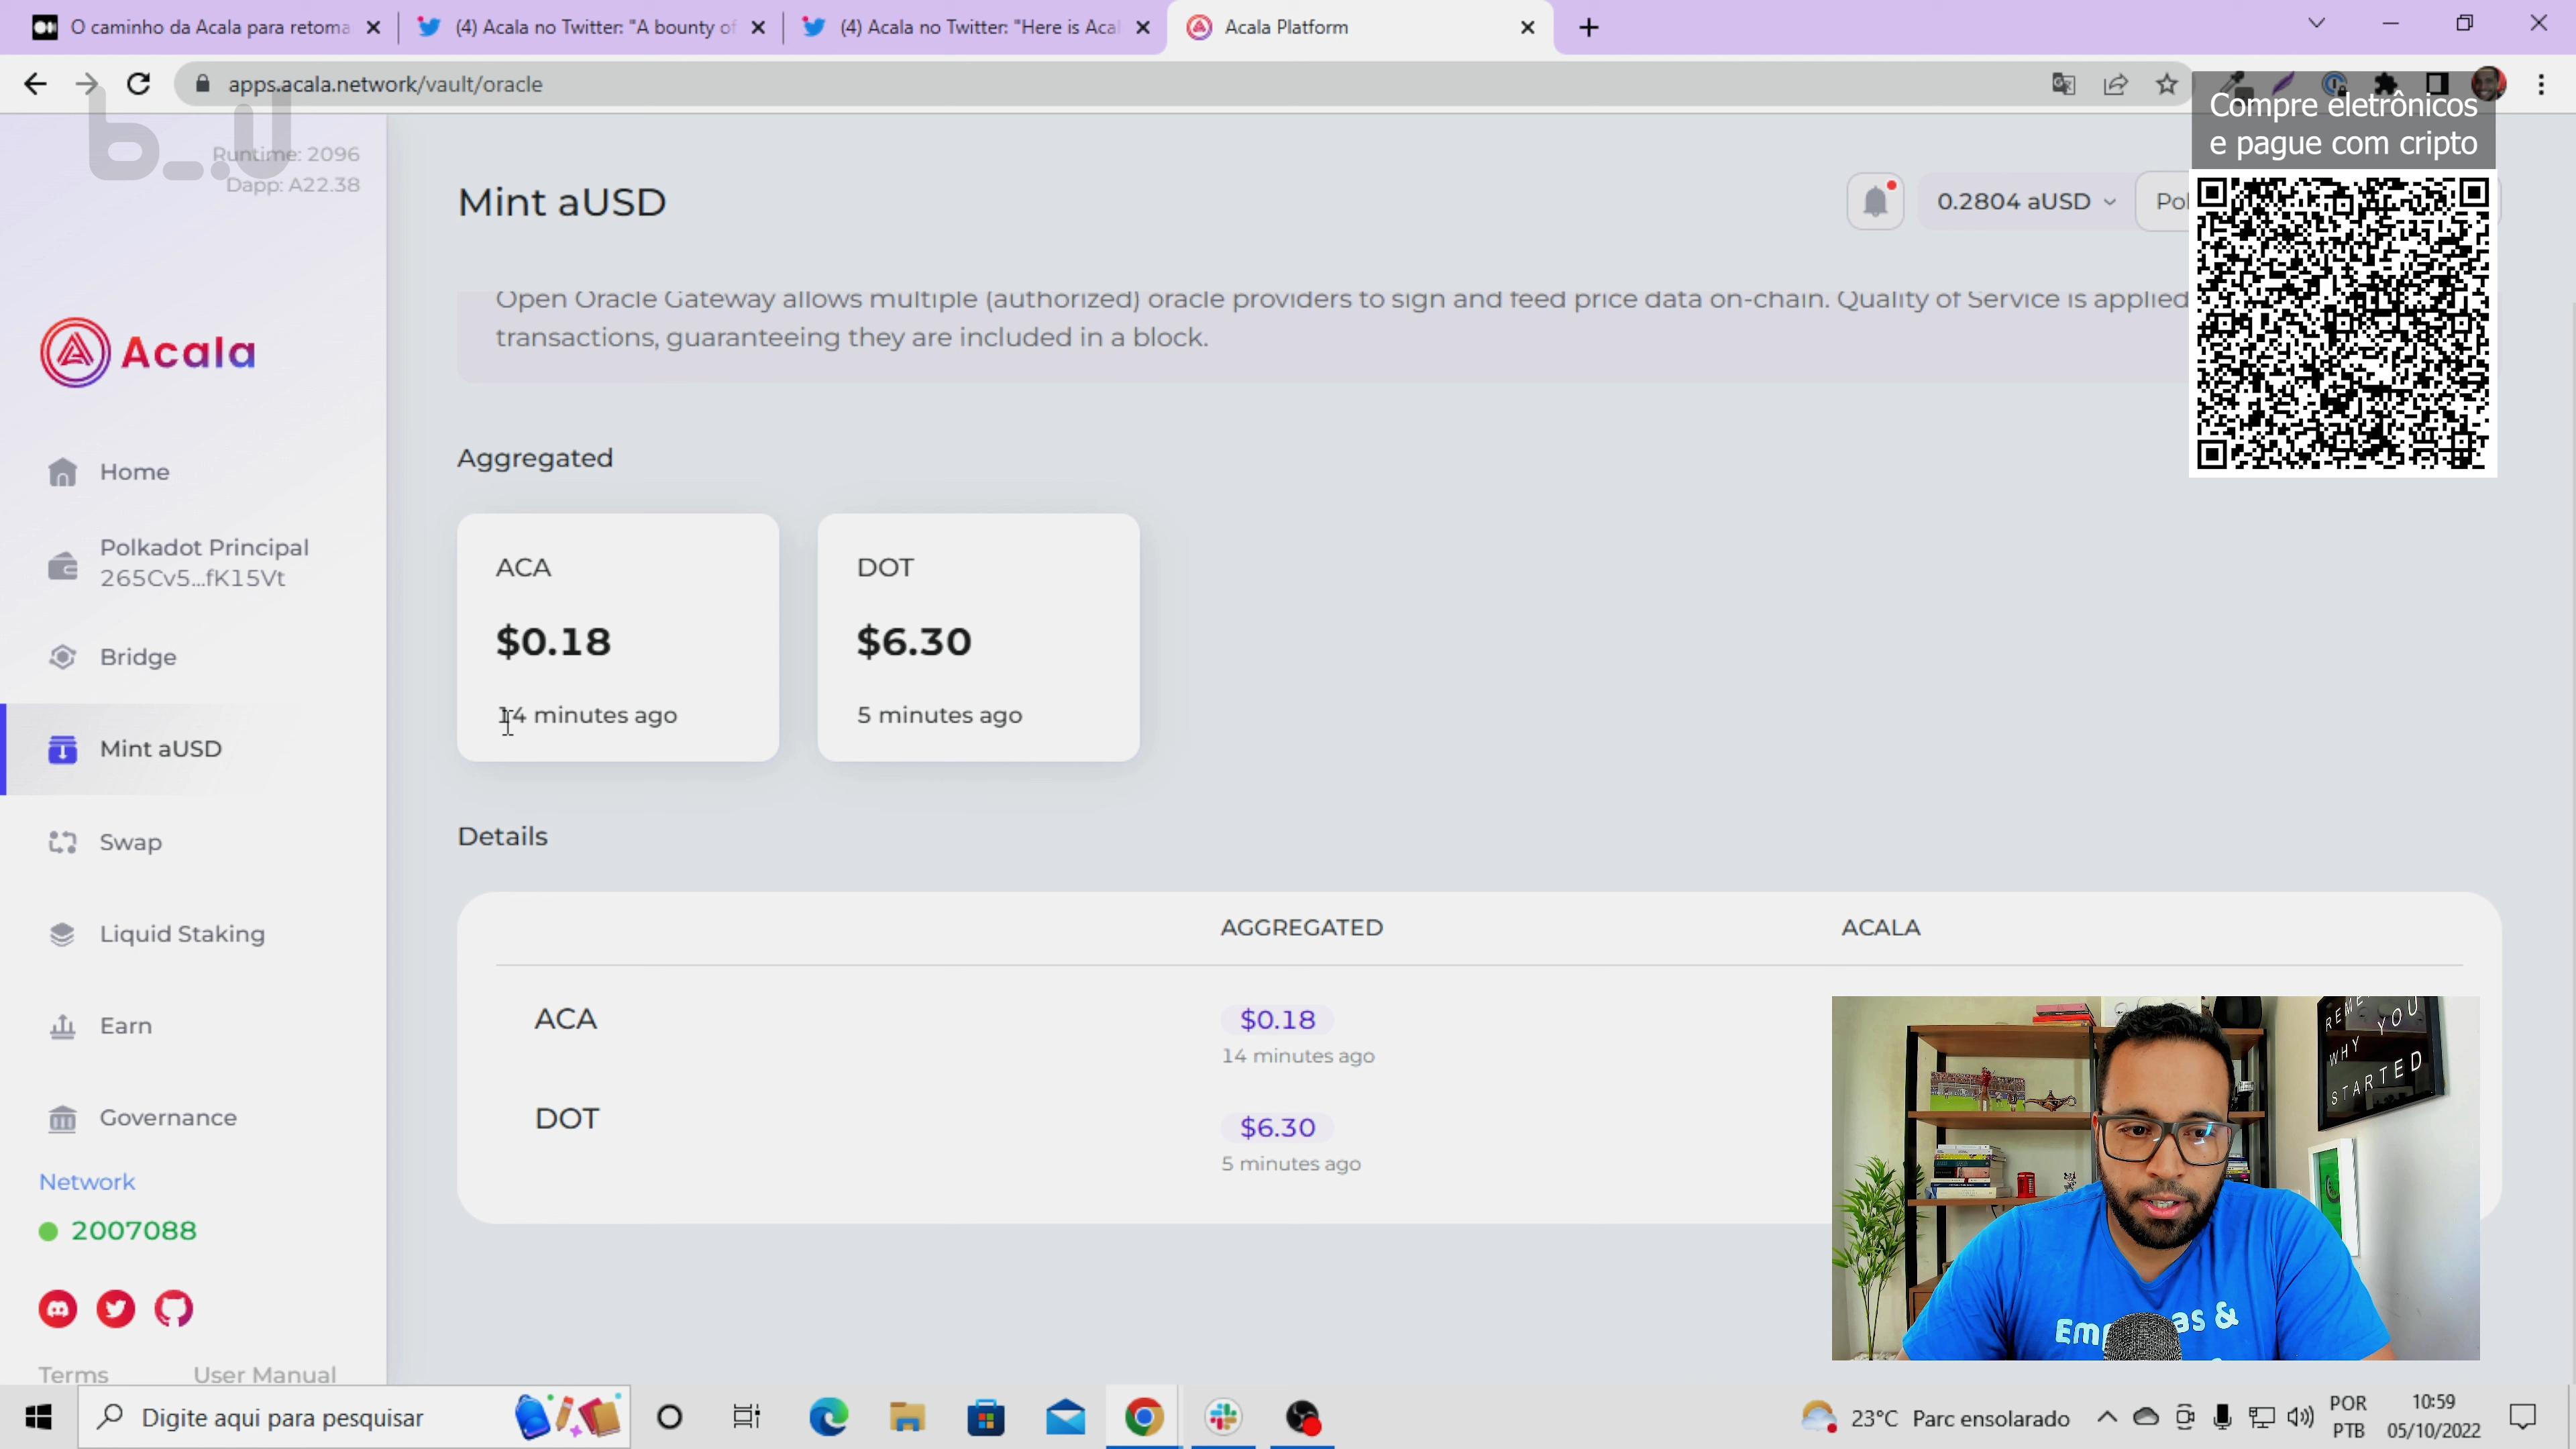 O caminho da Acala para retoma
(4) Acala no Twitter: "A bounty of
(4) Acala no Twitter: "Here is Acal
Acala Platform
apps.acala.network/vault/oracle
Compre eletrônicos
e pague com cripto
Runtime: 2096
Dapp: A22.38
Mint aUSD
0.2804 aUSD
Pol
Open Oracle Gateway allows multiple (authorized) oracle providers to sign and feed price data on-chain. Quality of Service is applied
transactions, guaranteeing they are included in a block.
Acala
Home
Polkadot Principal
265Cv5...fK15Vt
Bridge
Mint aUSD
Swap
Liquid Staking
Earn
Governance
Network
2007088
Terms
User Manual
Aggregated
ACA
$0.18
14 minutes ago
DOT
$6.30
5 minutes ago
Details
AGGREGATED
ACALA
ACA
$0.18
14 minutes ago
DOT
$6.30
5 minutes ago
YOU
WHY
STARTED
Digite aqui para pesquisar
23°C Parc ensolarado
POR
PTB
10:59
05/10/2022